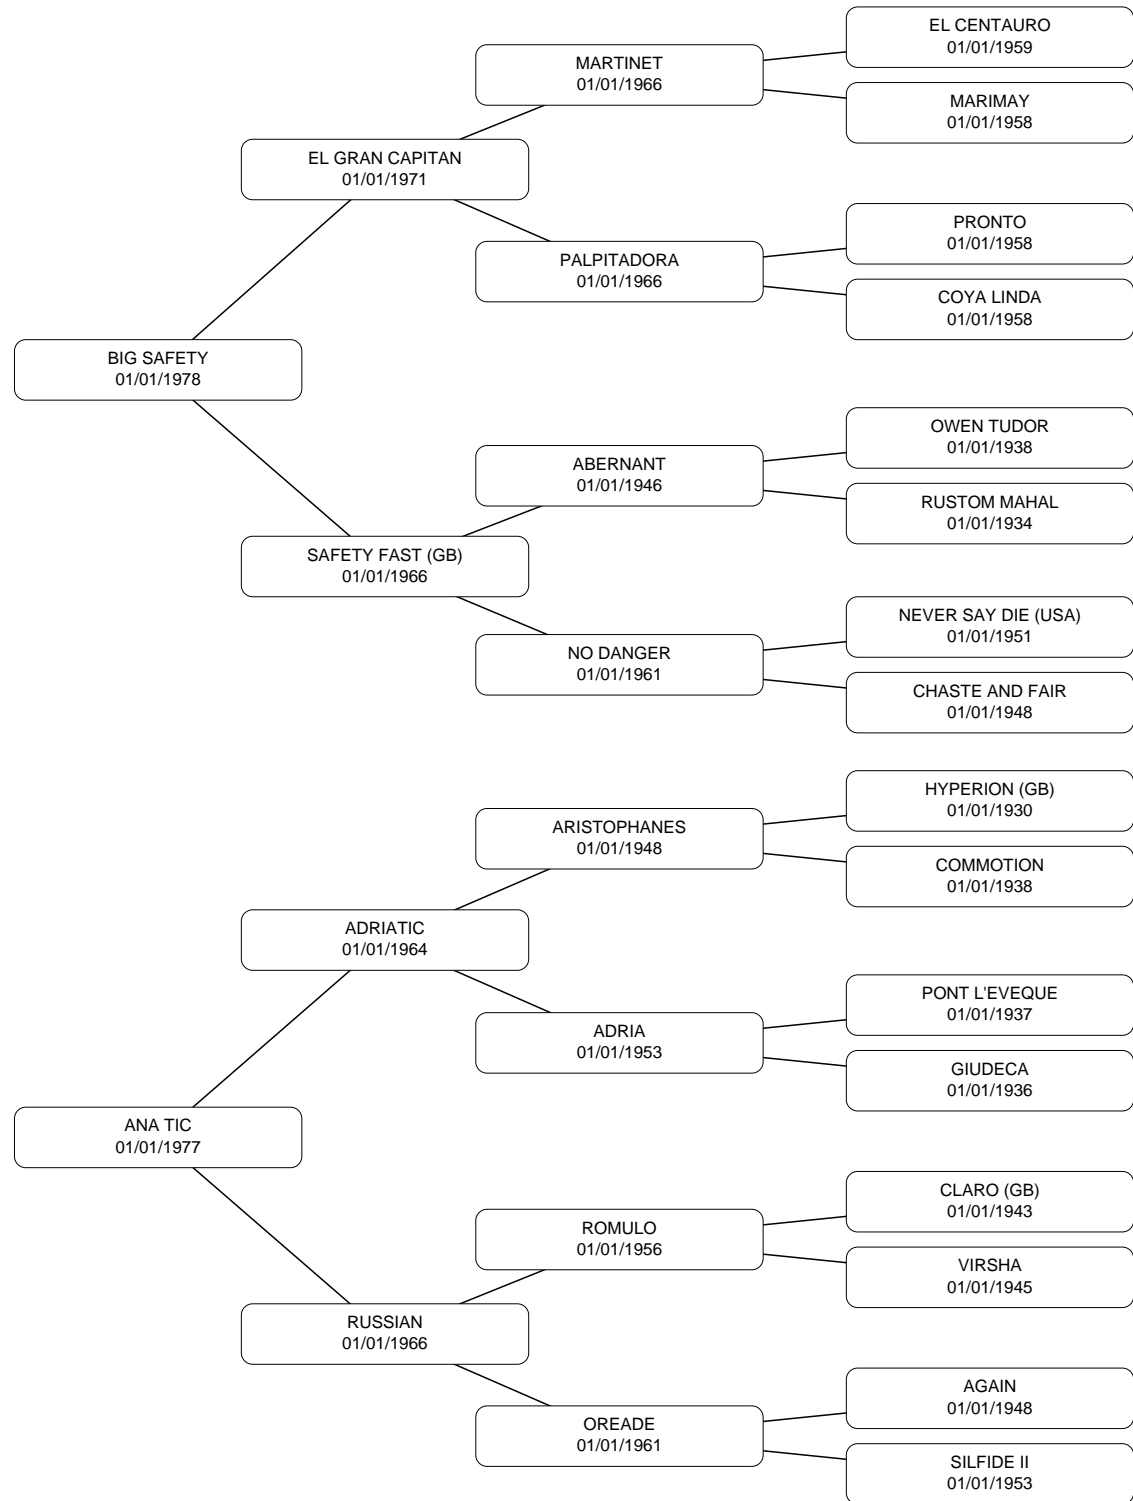 EL CENTAURO
01/01/1959
MARTINET
01/01/1966
MARIMAY
01/01/1958
EL GRAN CAPITAN
01/01/1971
PRONTO
01/01/1958
PALPITADORA
01/01/1966
COYA LINDA
01/01/1958
BIG SAFETY
01/01/1978
OWEN TUDOR
01/01/1938
ABERNANT
01/01/1946
RUSTOM MAHAL
01/01/1934
SAFETY FAST (GB)
01/01/1966
NEVER SAY DIE (USA)
01/01/1951
NO DANGER
01/01/1961
CHASTE AND FAIR
01/01/1948
HYPERION (GB)
01/01/1930
ARISTOPHANES
01/01/1948
COMMOTION
01/01/1938
ADRIATIC
01/01/1964
PONT L'EVEQUE
01/01/1937
ADRIA
01/01/1953
GIUDECA
01/01/1936
ANA TIC
01/01/1977
CLARO (GB)
01/01/1943
ROMULO
01/01/1956
VIRSHA
01/01/1945
RUSSIAN
01/01/1966
AGAIN
01/01/1948
OREADE
01/01/1961
SILFIDE II
01/01/1953